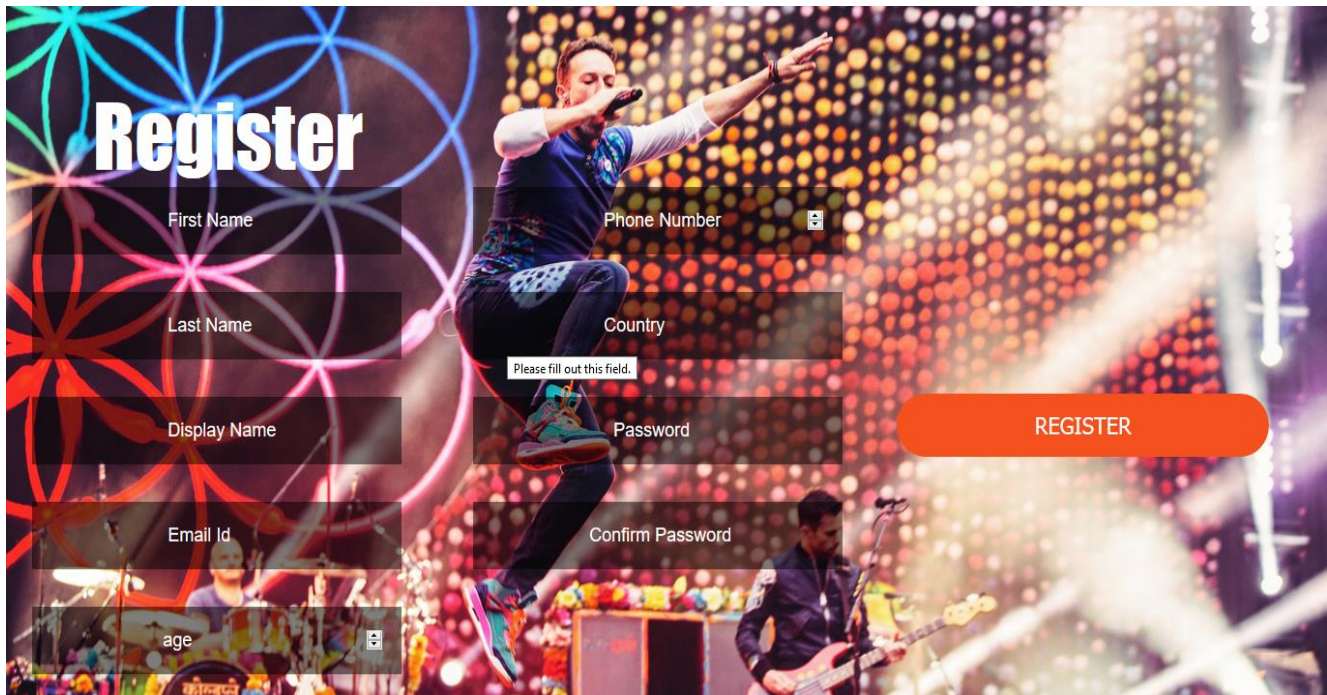 Register
First Name
Phone Number
Last Name
Country
Please fill out this field.
Display Name
Password
REGISTER
Email Id
Confirm Password
age
कोल्डप्ले